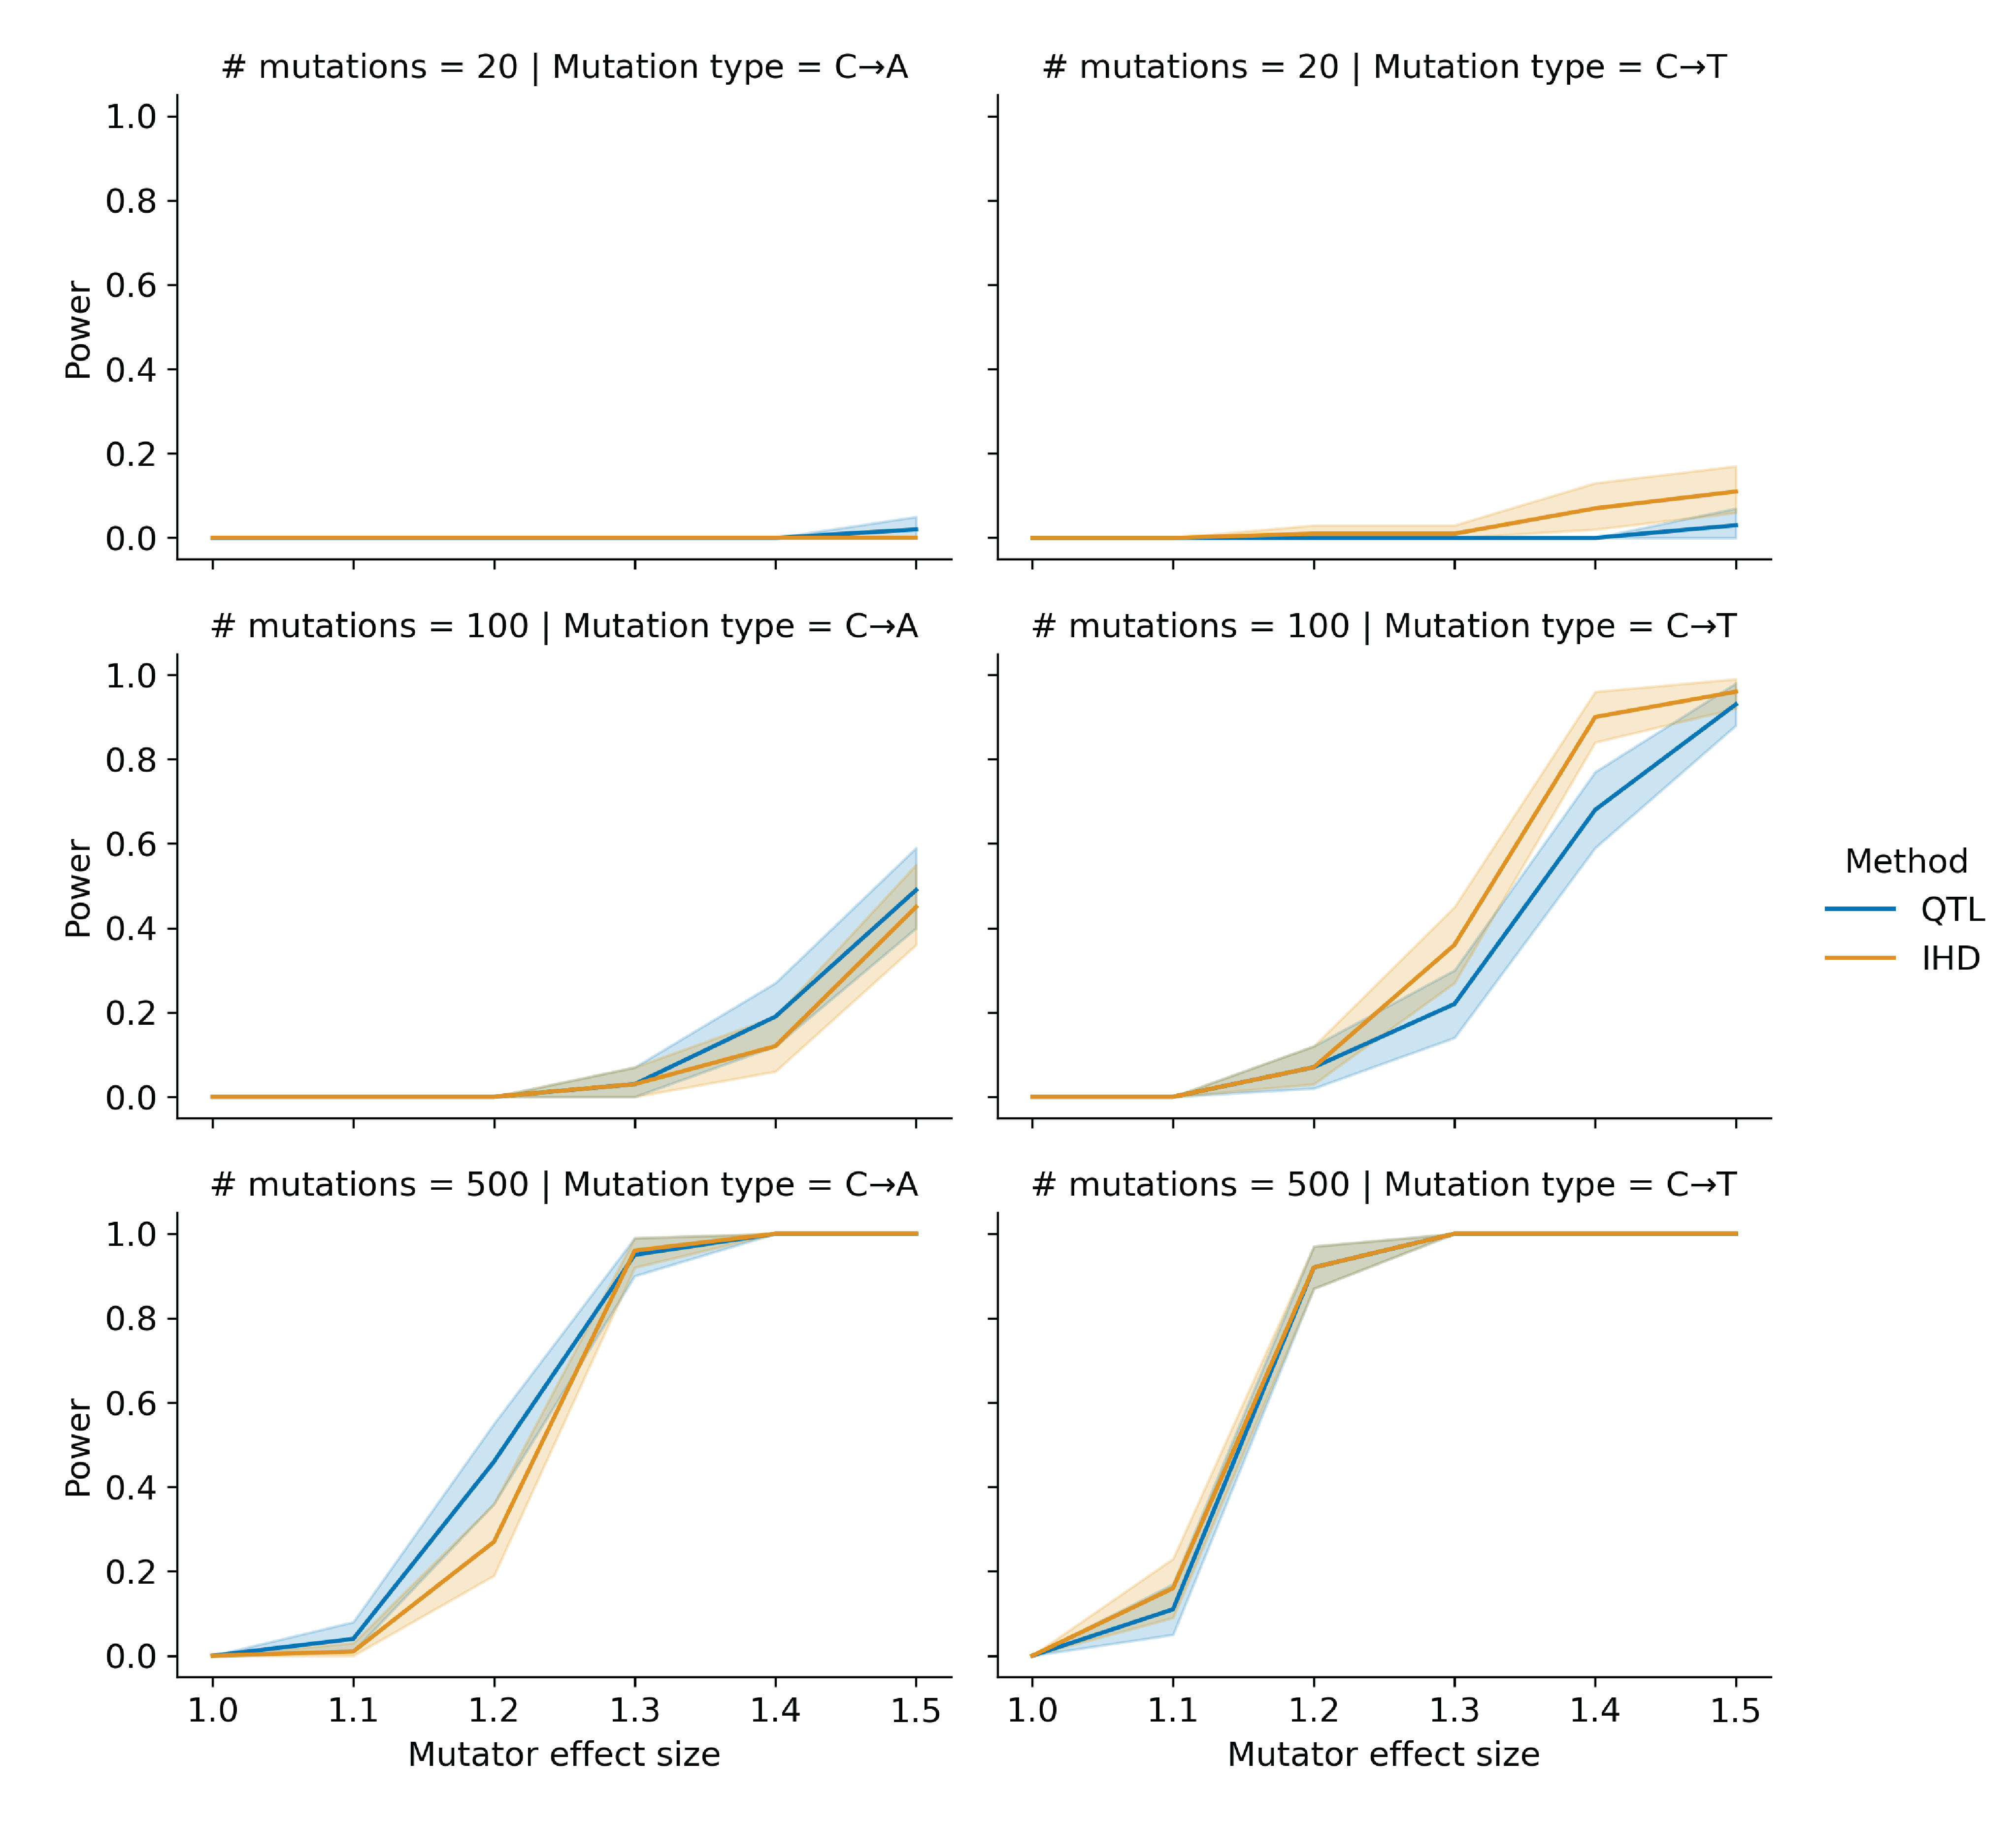 # mutations = 20 | Mutation type = C→A
# mutations = 20 | Mutation type = C→T
1.0
0.8
0.6
0.4
0.2
0.0
Power
# mutations = 100 | Mutation type = C→A
# mutations = 100 | Mutation type = C→T
1.0
0.8
0.6
0.4
0.2
0.0
Power
Method
QTL
IHD
# mutations = 500 | Mutation type = C→A
# mutations = 500 | Mutation type = C→T
1.0
0.8
0.6
0.4
0.2
0.0
Power
1.0 1.1 1.2 1.3 1.4 1.5
Mutator effect size
1.0 1.1 1.2 1.3 1.4 1.5
Mutator effect size